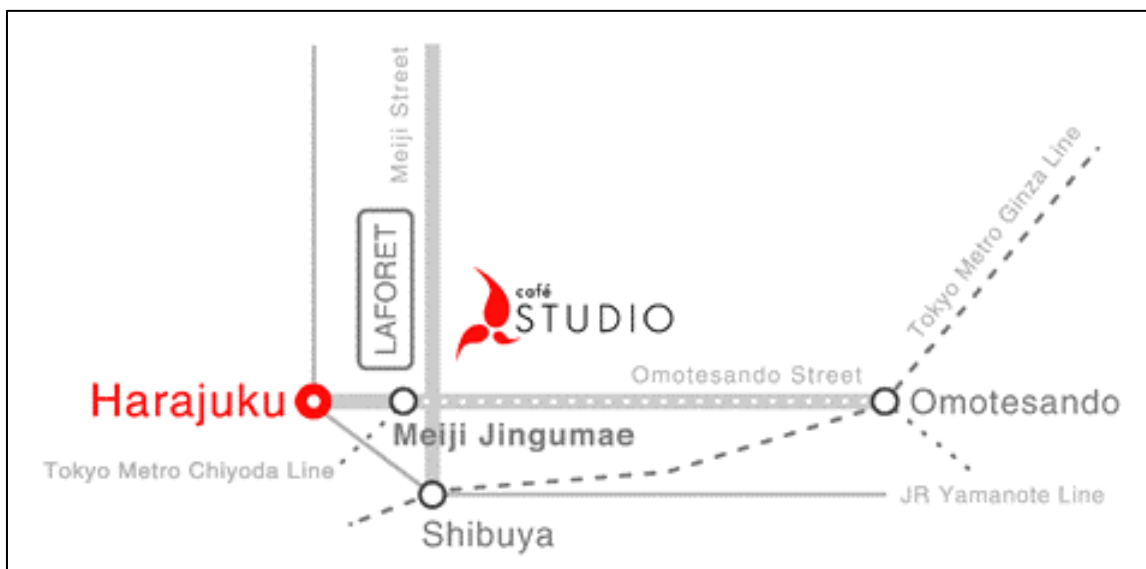 Meiji Street
LAFORET
Tokyo Metro Ginza Line
café
STUDIO
Omotesando Street
Harajuku
Omotesando
Meiji Jingumae
Tokyo Metro Chiyoda Line
JR Yamanote Line
Shibuya